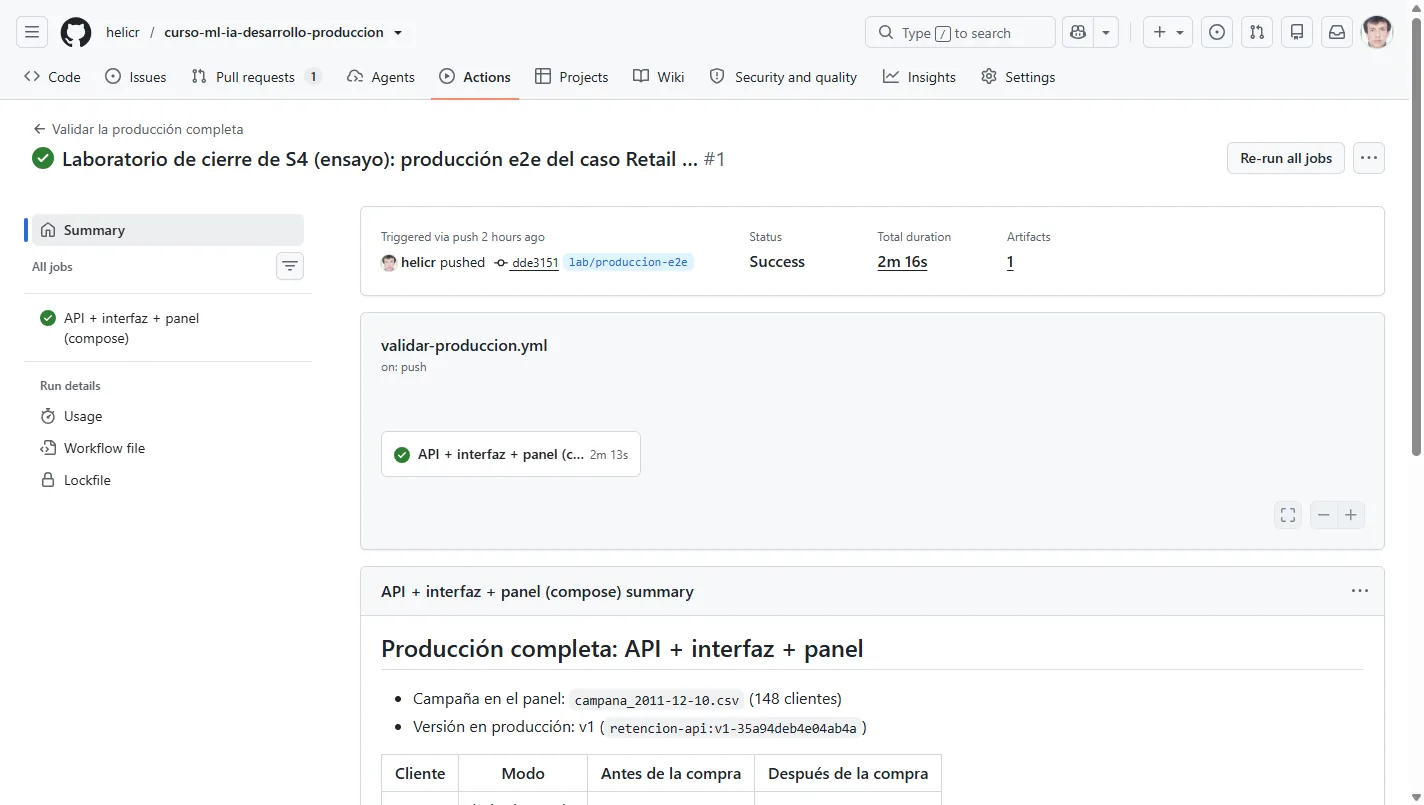 helicr / curso-ml-ia-desarrollo-produccion
Type / to search
Code Issues Pull requests 1 Agents Actions Projects Wiki Security and quality Insights Settings
Validar la producción completa
Laboratorio de cierre de S4 (ensayo): producción e2e del caso Retail ... #1
Re-run all jobs
Summary
All jobs
API + interfaz + panel
(compose)
Run details
Usage
Workflow file
Lockfile
Triggered via push 2 hours ago
helicr pushed dde3151 lab/produccion-e2e
Status
Success
Total duration
2m 16s
Artifacts
1
validar-produccion.yml
on: push
API + interfaz + panel (c... 2m 13s
API + interfaz + panel (compose) summary
Producción completa: API + interfaz + panel
Campaña en el panel: campana_2011-12-10.csv (148 clientes)
Versión en producción: v1 ( retencion-api:v1-35a94deb4e04ab4a )
Cliente Modo Antes de la compra Después de la compra